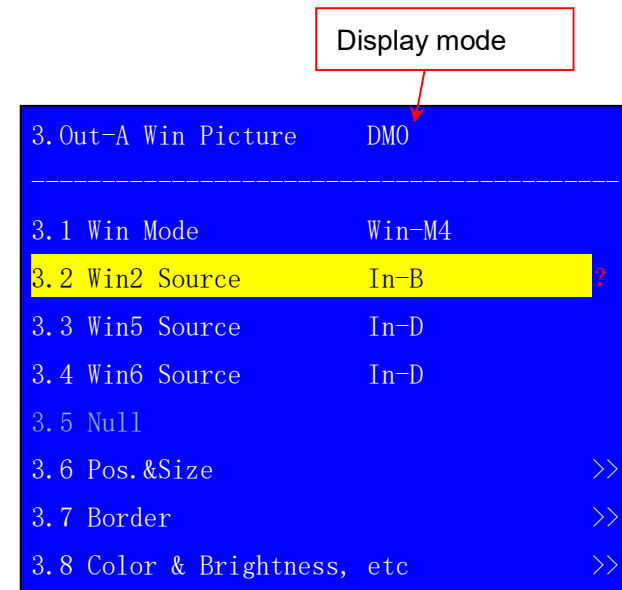 Display mode
3.Out-A Win Picture DMO
------------------------------------------
3.1 Win Mode Win-M4
3.2 Win2 Source In-B ?
3.3 Win5 Source In-D
3.4 Win6 Source In-D
3.5 Null
3.6 Pos.&Size >>
3.7 Border >>
3.8 Color & Brightness, etc >>